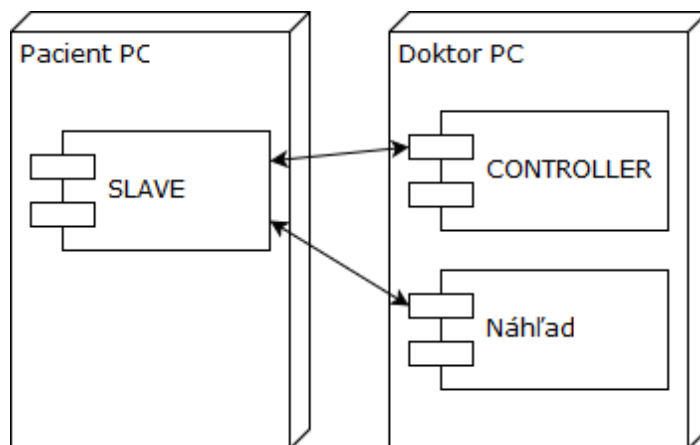 Pacient PC
Doktor PC
SLAVE
CONTROLLER
Náhľad